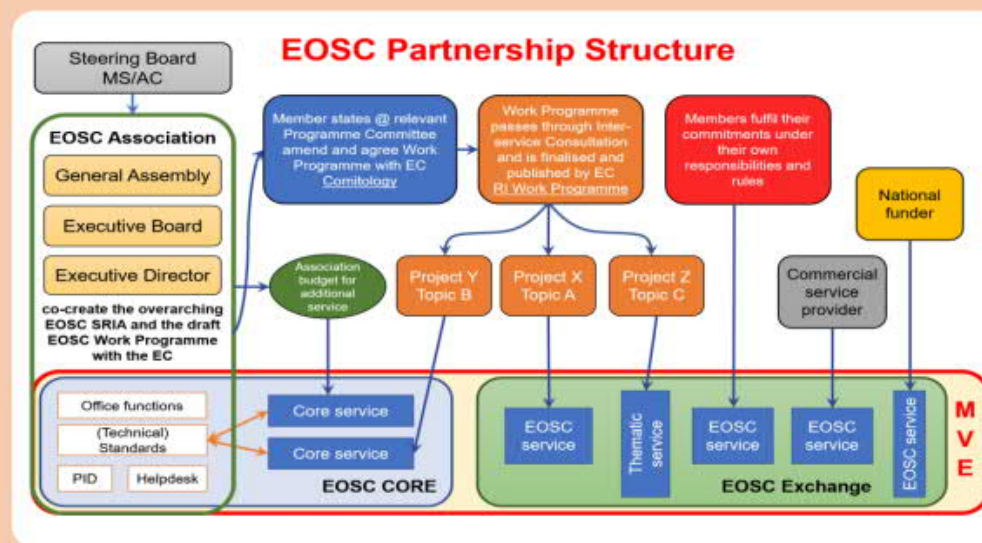 EOSC Partnership Structure
Steering Board
MS/AC
EOSC Association
General Assembly
Executive Board
Executive Director
co-create the overarching
EOSC SRIA and the draft
EOSC Work Programme
with the EC
Member states @ relevant
Programme Committee
amend and agree Work
Programme with EC
Comitology
Work Programme
passes through Inter-
service Consultation
and is finalised and
published by EC
RI Work Programme
Members fulfil their
commitments under
their own
responsibilities and
rules
National
funder
Association
budget for
additional
service
Project Y
Topic B
Project X
Topic A
Project Z
Topic C
Commercial
service
provider
Office functions
(Technical)
Standards
PID
Helpdesk
Core service
Core service
EOSC CORE
EOSC
service
Thematic
service
EOSC
service
EOSC
service
EOSC service
EOSC Exchange
M
V
E